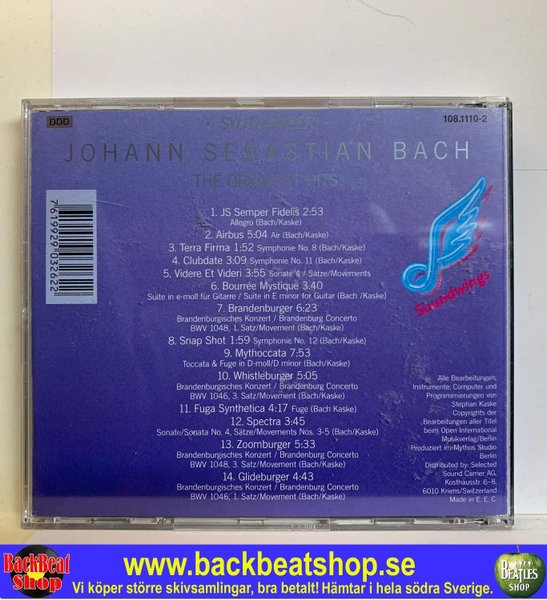 DDD
SYNTHESIZER
108.1110-2
JOHANN SEBASTIAN BACH
THE GREATEST HITS
7619929 032622
1. JS Semper Fidelis 2:53
Allegro (Bach/Kaske)
2. Airbus 5:04 Air (Bach/Kaske)
3. Terra Firma 1:52 Symphonie No. 8 (Bach/Kaske)
4. Clubdate 3:09 Symphonie No. 11 (Bach/Kaske)
5. Videre Et Videri 3:55 Sonate 4 / Sätze/Movements
6. Bourrée Mystique 3:40
Suite in e-moll für Gitarre / Suite in E minor for Guitar (Bach /Kaske)
7. Brandenburger 6:23
Brandenburgisches Konzert / Brandenburg Concerto
BWV 1048, 1. Satz/Movement (Bach/Kaske)
8. Snap Shot 1:59 Symphonie No. 12 (Bach/Kaske)
9. Mythoccata 7:53
Toccata & Fuge in D-moll/D minor (Bach/Kaske)
10. Whistleburger 5:05
Brandenburgisches Konzert / Brandenburg Concerto
BWV 1046, 3. Satz/Movement (Bach/Kaske)
11. Fuga Synthetica 4:17 Fuge (Bach Kaske)
12. Spectra 3:45
Sonate/Sonata No. 4, Sätze/Movements Nos. 3-5 (Bach/Kaske)
13. Zoomburger 5:33
Brandenburgisches Konzert / Brandenburg Concerto
BWV 1048, 3. Satz/Movement (Bach/Kaske)
14. Glideburger 4:43
Brandenburgisches Konzert / Brandenburg Concerto
BWV 1046, 1. Satz/Movement (Bach/Kaske)
Soundwings
Alle Bearbeitungen,
Instrumente, Computer und
Programmierungen von
Stephan Kaske
Copyrights der
Bearbeitungen aller Titel
beim Open International
Musikverlag/Berlin
Produziert im Mythos Studio
Berlin
Distributed by: Selected
Sound Carrier AG,
Kosthausstr. 6-8,
6010 Kriens/Switzerland
Made in E. E. C.
BackBeat
Shop
www.backbeatshop.se
Vi köper större skivsamlingar, bra betalt! Hämtar i hela södra Sverige.
BEATLES
SHOP